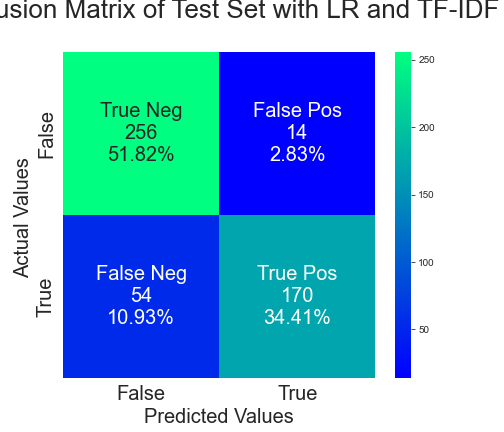 usion Matrix of Test Set with LR and TF-IDF
True Neg
256
51.82%
False Pos
14
2.83%
False Neg
54
10.93%
True Pos
170
34.41%
False
True
Actual Values
False
True
Predicted Values
250
200
150
100
50